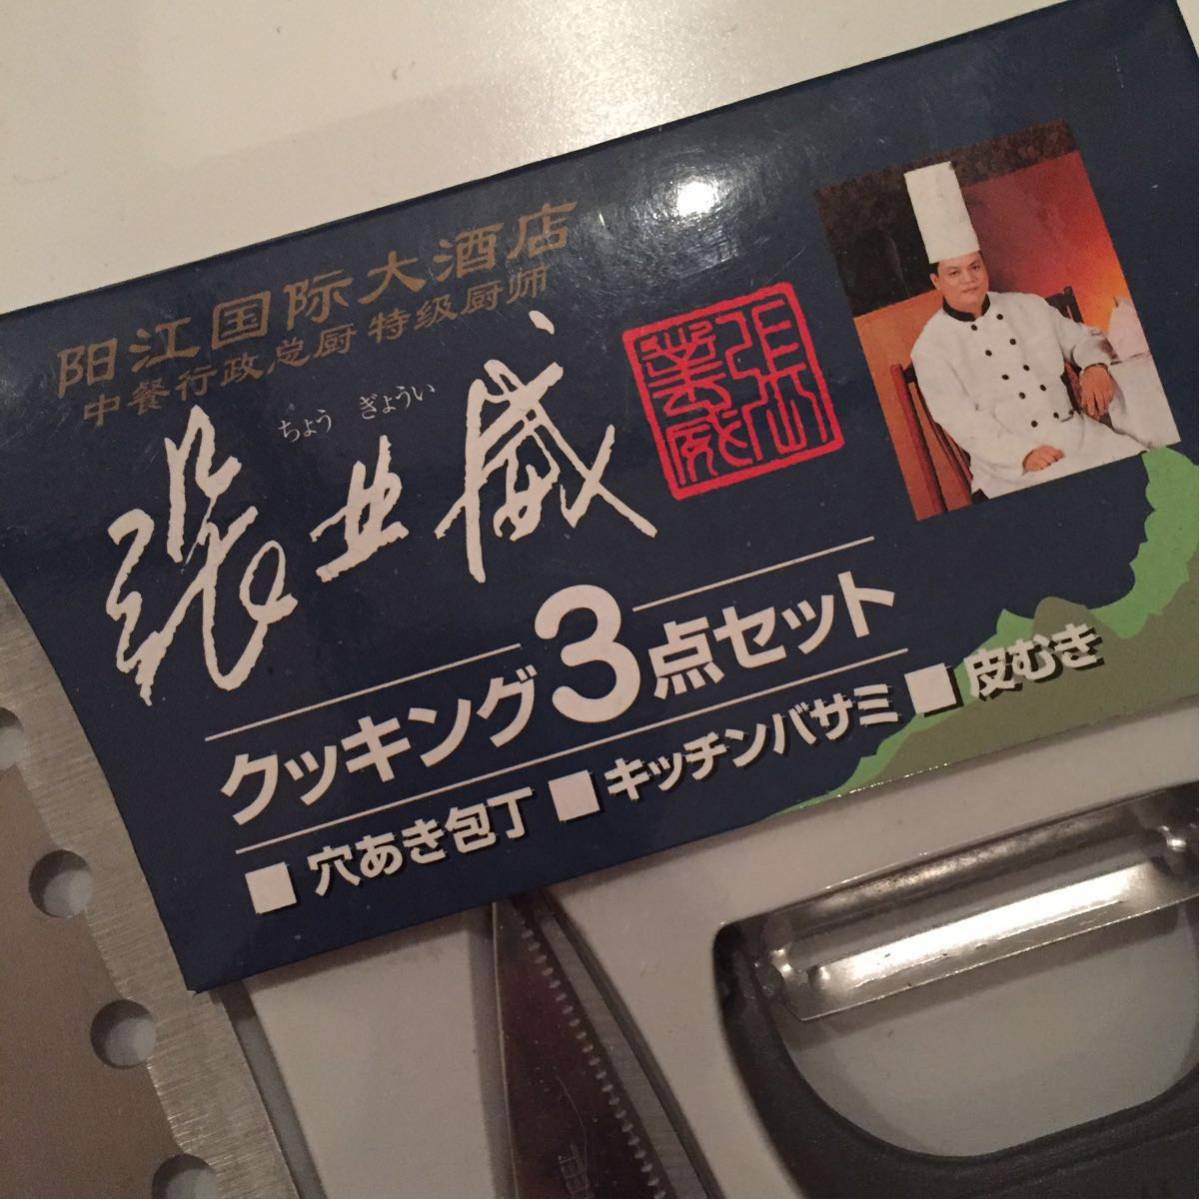 阳江国际大酒店
中餐行政总厨 特级厨师
ちょう ぎょうい
張业威
張業威
クッキング3点セット
■ 穴あき包丁 ■ キッチンバサミ ■ 皮むき